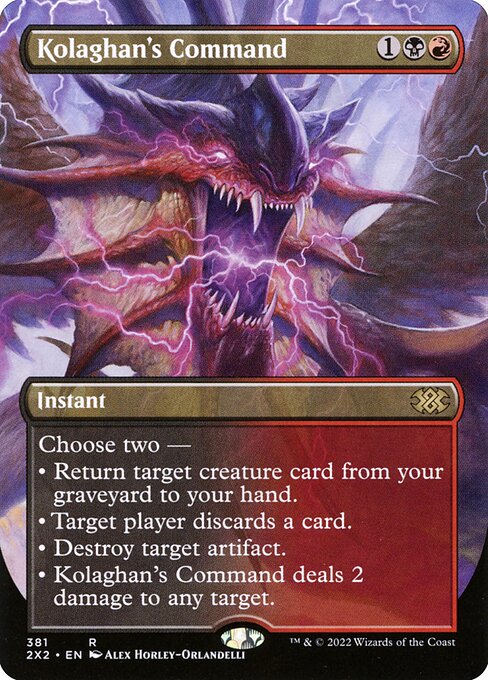 Kolaghan's Command 1
Instant
Choose two —
• Return target creature card from your
graveyard to your hand.
• Target player discards a card.
• Destroy target artifact.
• Kolaghan's Command deals 2
damage to any target.
381 R
2X2 • EN Alex Horley-Orlandelli
™ & © 2022 Wizards of the Coast